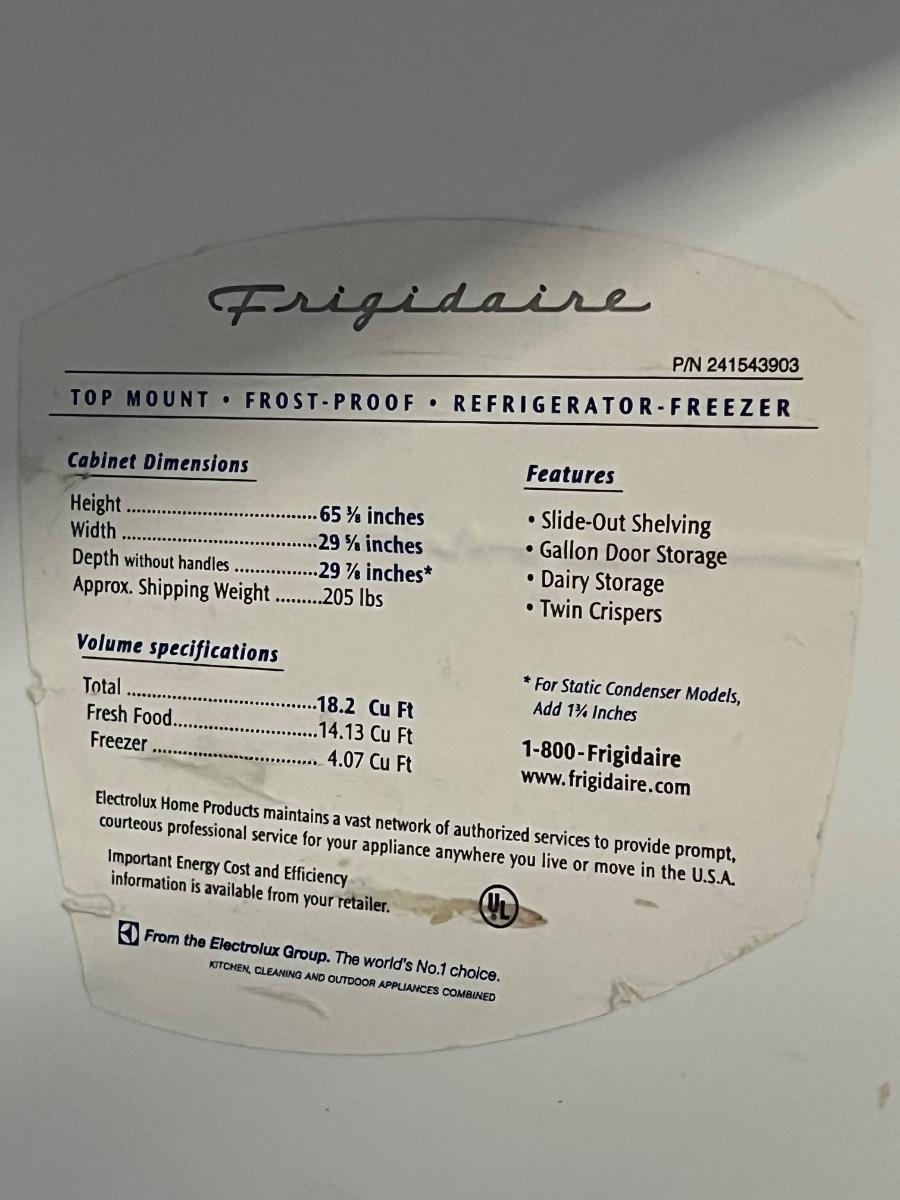 Frigidaire
P/N 241543903
TOP MOUNT • FROST-PROOF • REFRIGERATOR-FREEZER
Cabinet Dimensions
Height ....................................65 ⅜ inches
Width .....................................29 ⅝ inches
Depth without handles ................29 ⅞ inches*
Approx. Shipping Weight .........205 lbs
Volume specifications
Total ....................................18.2 Cu Ft
Fresh Food...........................14.13 Cu Ft
Freezer ................................ 4.07 Cu Ft
Features
• Slide-Out Shelving
• Gallon Door Storage
• Dairy Storage
• Twin Crispers
* For Static Condenser Models,
Add 1¾ Inches
1-800-Frigidaire
www.frigidaire.com
Electrolux Home Products maintains a vast network of authorized services to provide prompt,
courteous professional service for your appliance anywhere you live or move in the U.S.A.
Important Energy Cost and Efficiency
information is available from your retailer.
UL
From the Electrolux Group. The world's No.1 choice.
KITCHEN, CLEANING AND OUTDOOR APPLIANCES COMBINED